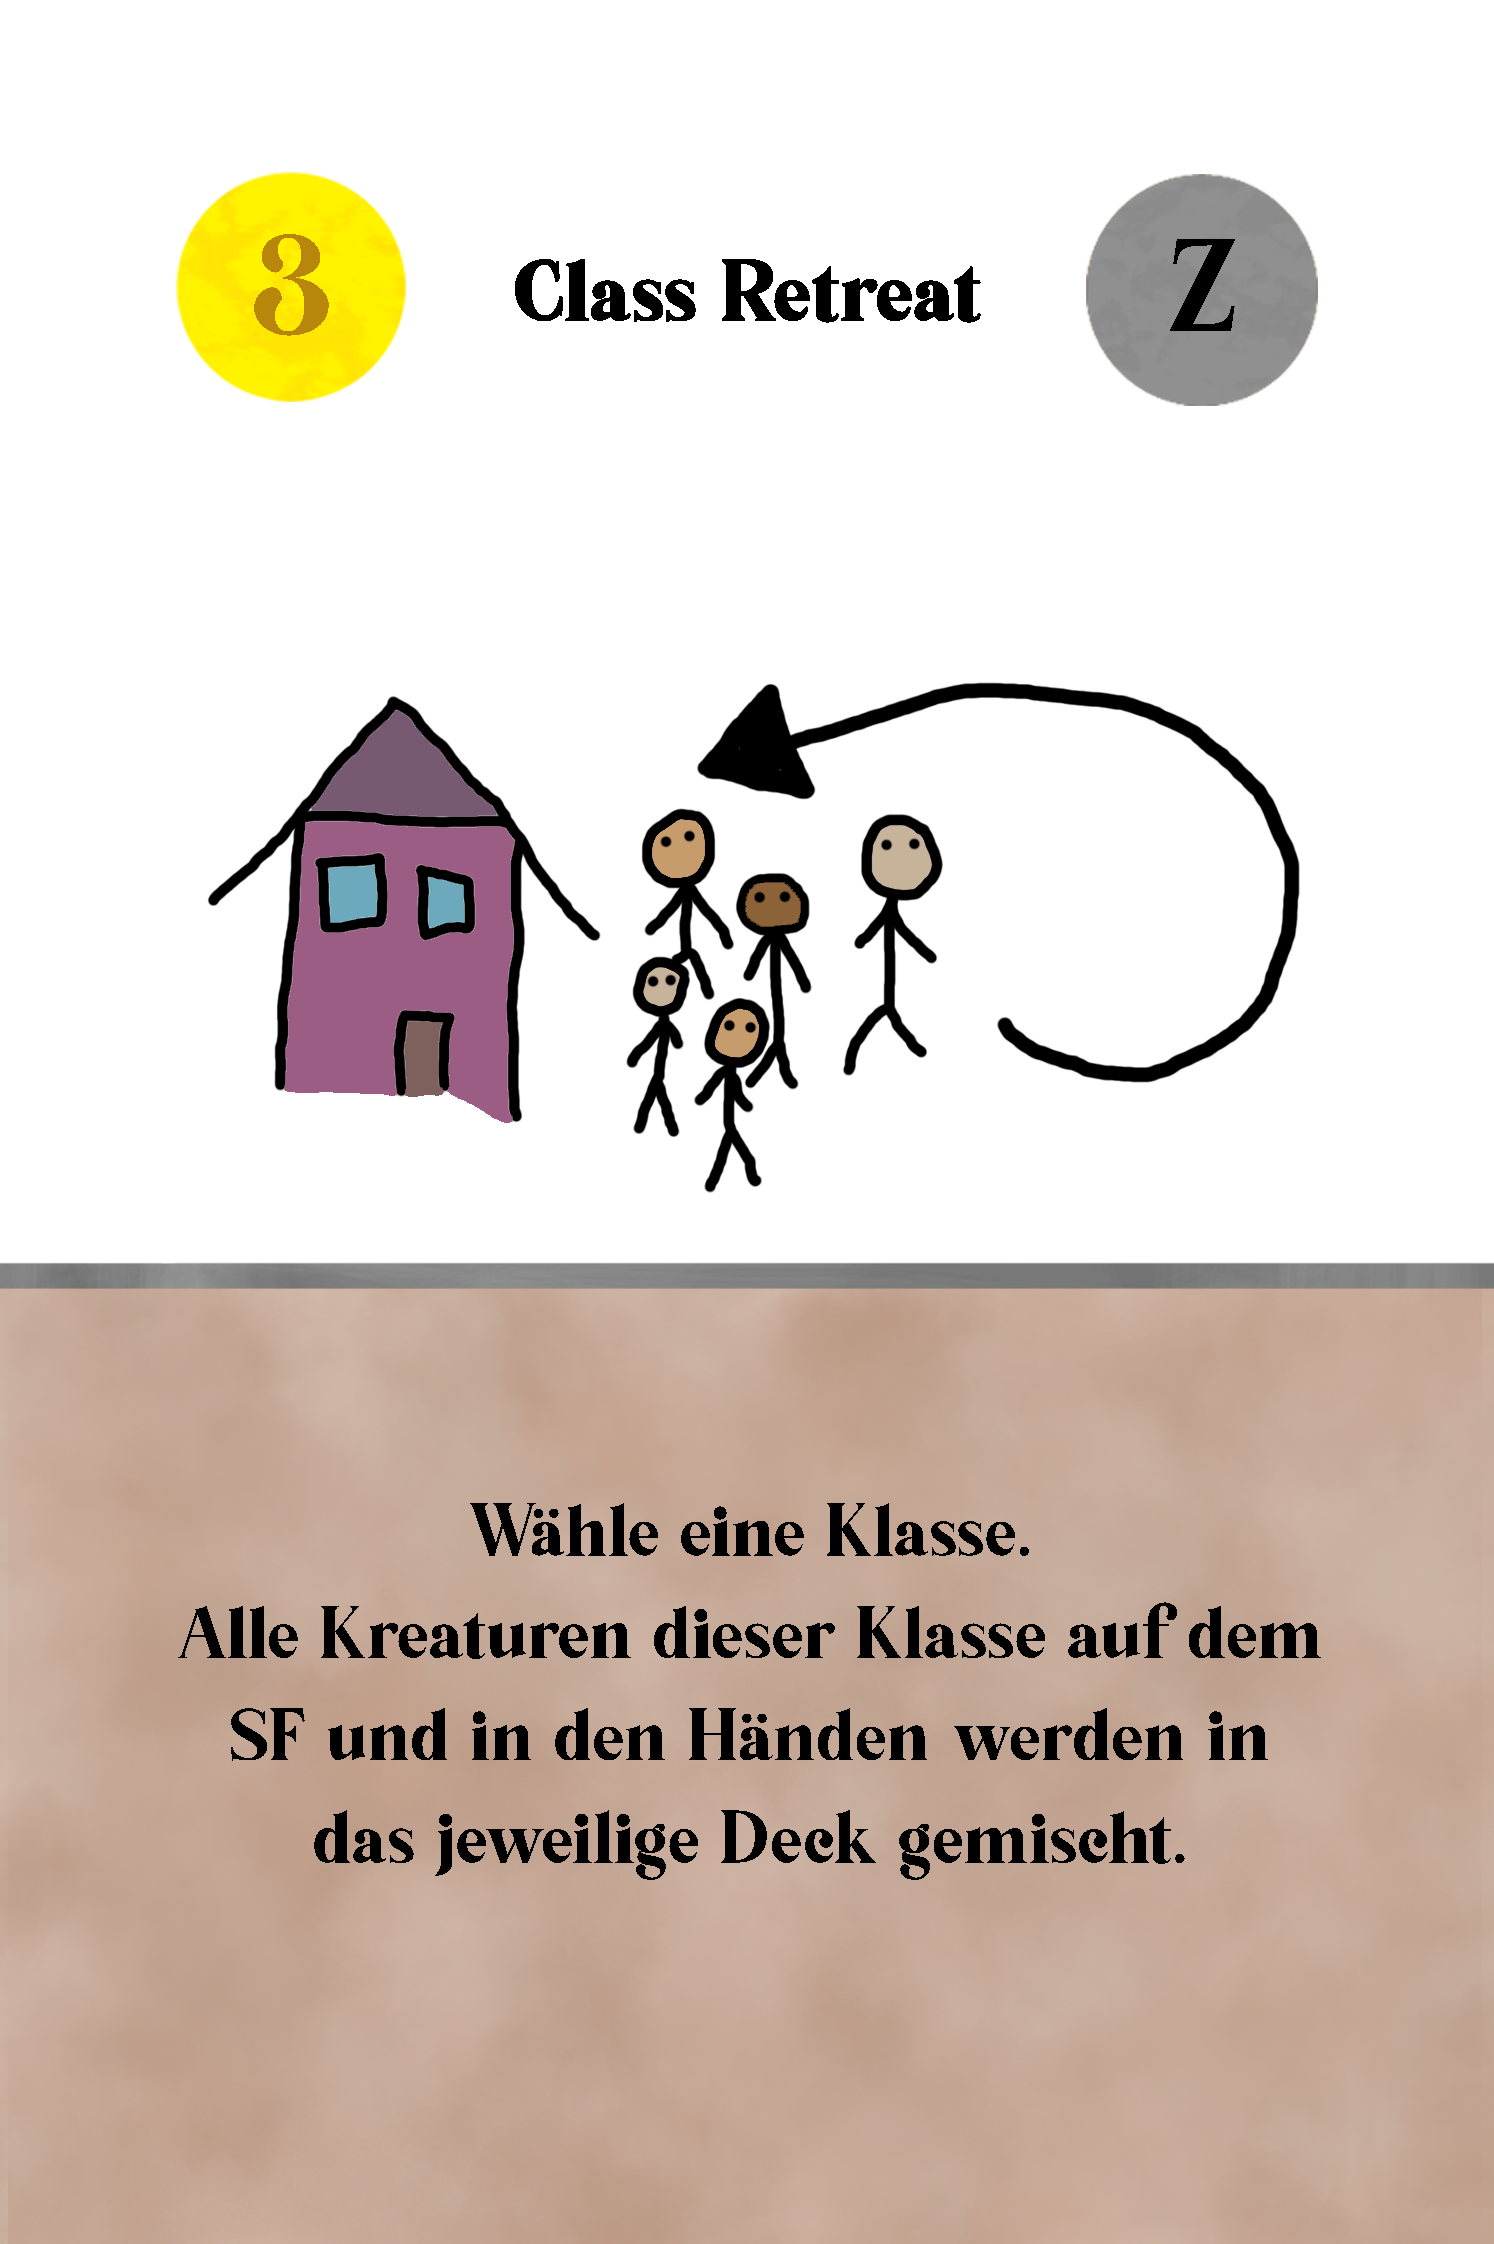 3 Class Retreat Z
Wähle eine Klasse.
Alle Kreaturen dieser Klasse auf dem
SF und in den Händen werden in
das jeweilige Deck gemischt.